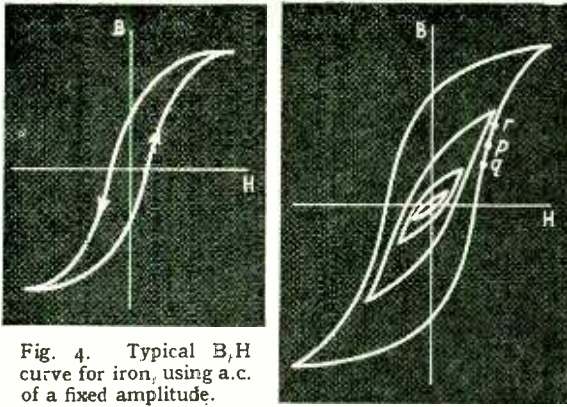 B
H
B
r
p
q
H
Fig. 4. Typical B,H
curve for iron, using a.c.
of a fixed amplitude.